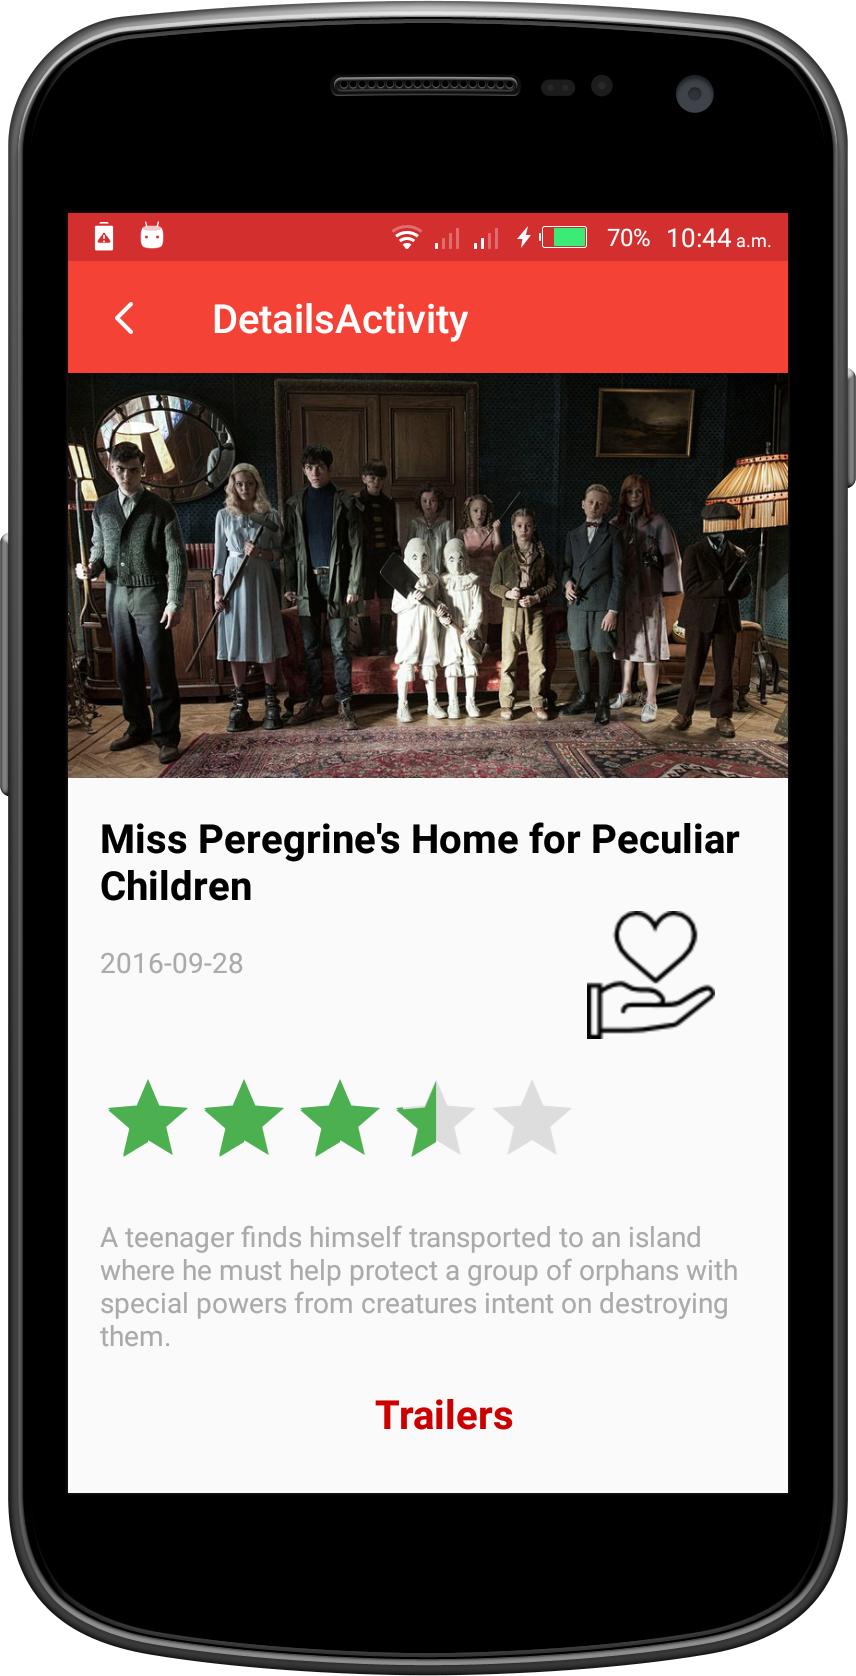 70% 10:44 a.m.
DetailsActivity
Miss Peregrine's Home for Peculiar
Children
2016-09-28
A teenager finds himself transported to an island
where he must help protect a group of orphans with
special powers from creatures intent on destroying
them.
Trailers